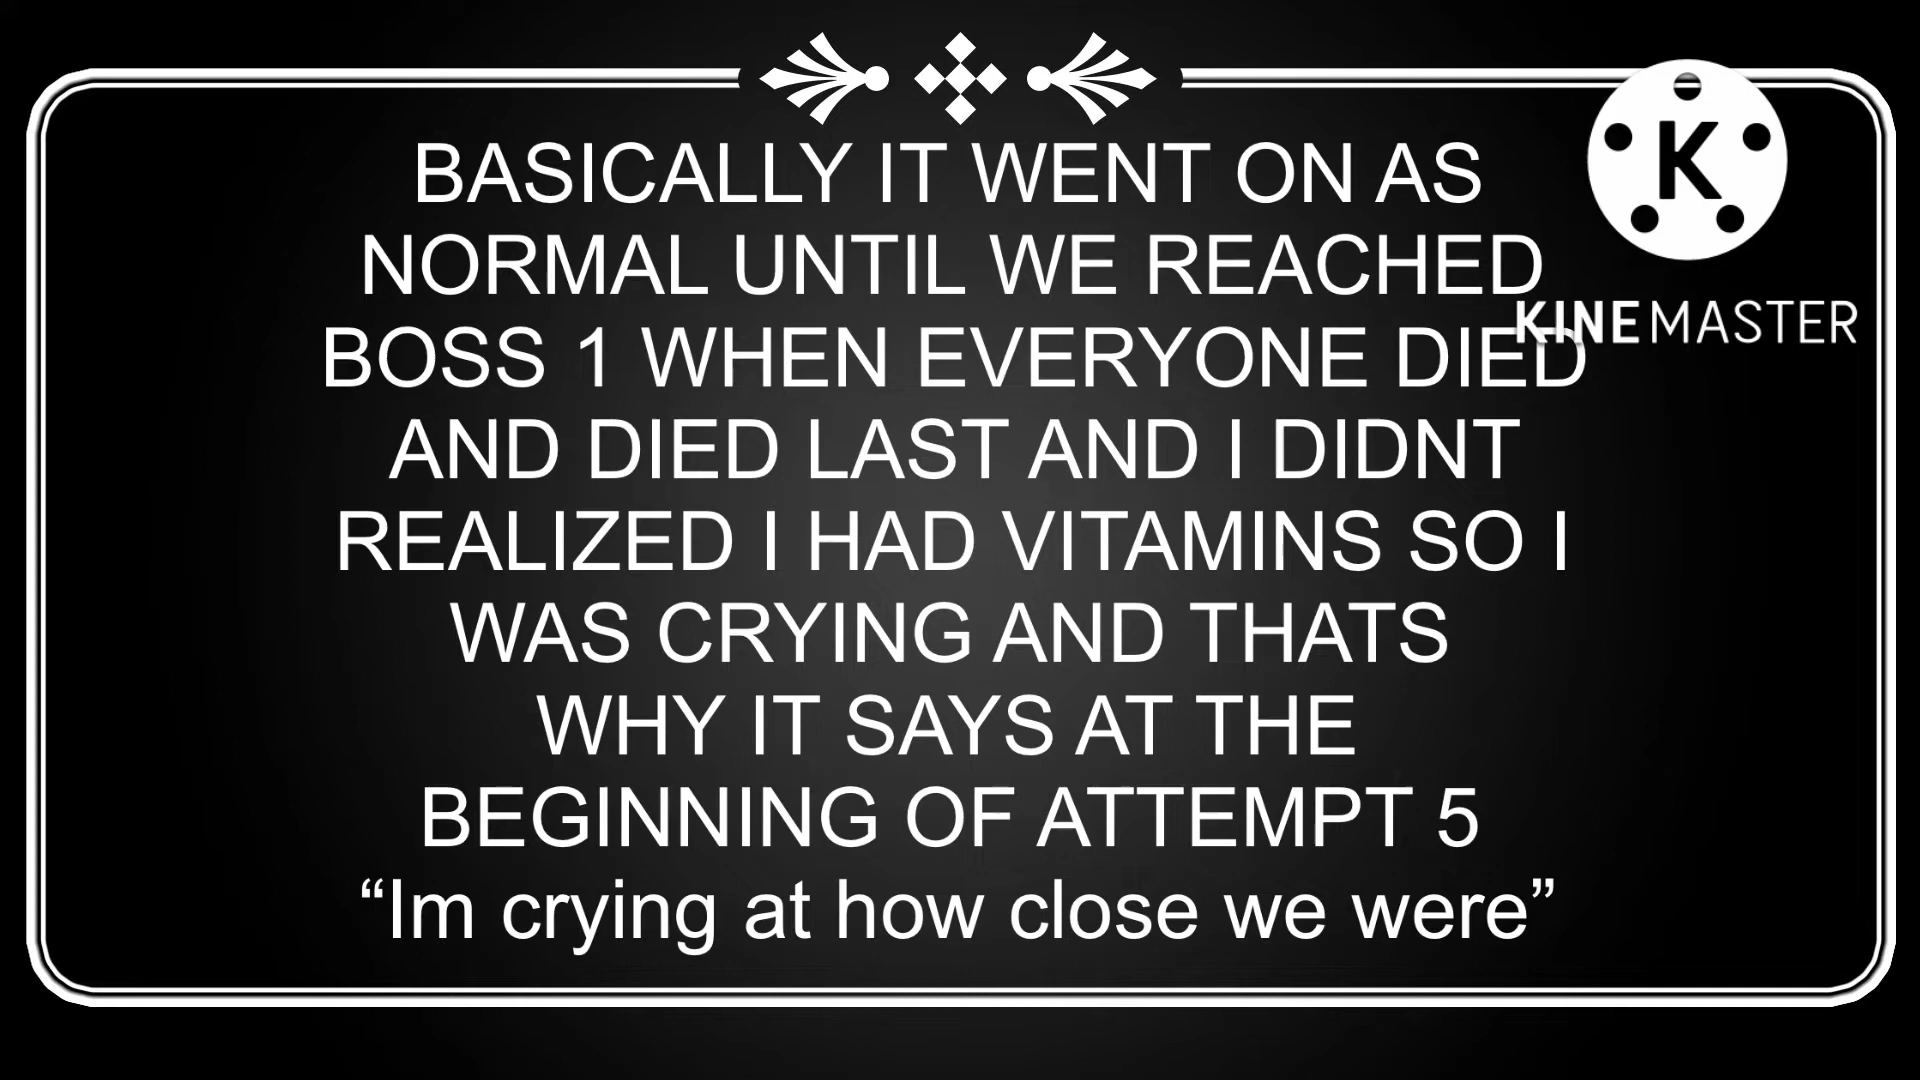 BASICALLY IT WENT ON AS
NORMAL UNTIL WE REACHED
BOSS 1 WHEN EVERYONE DIED
AND DIED LAST AND I DIDNT
REALIZED I HAD VITAMINS SO I
WAS CRYING AND THATS
WHY IT SAYS AT THE
BEGINNING OF ATTEMPT 5
“Im crying at how close we were”
K
KINEMASTER